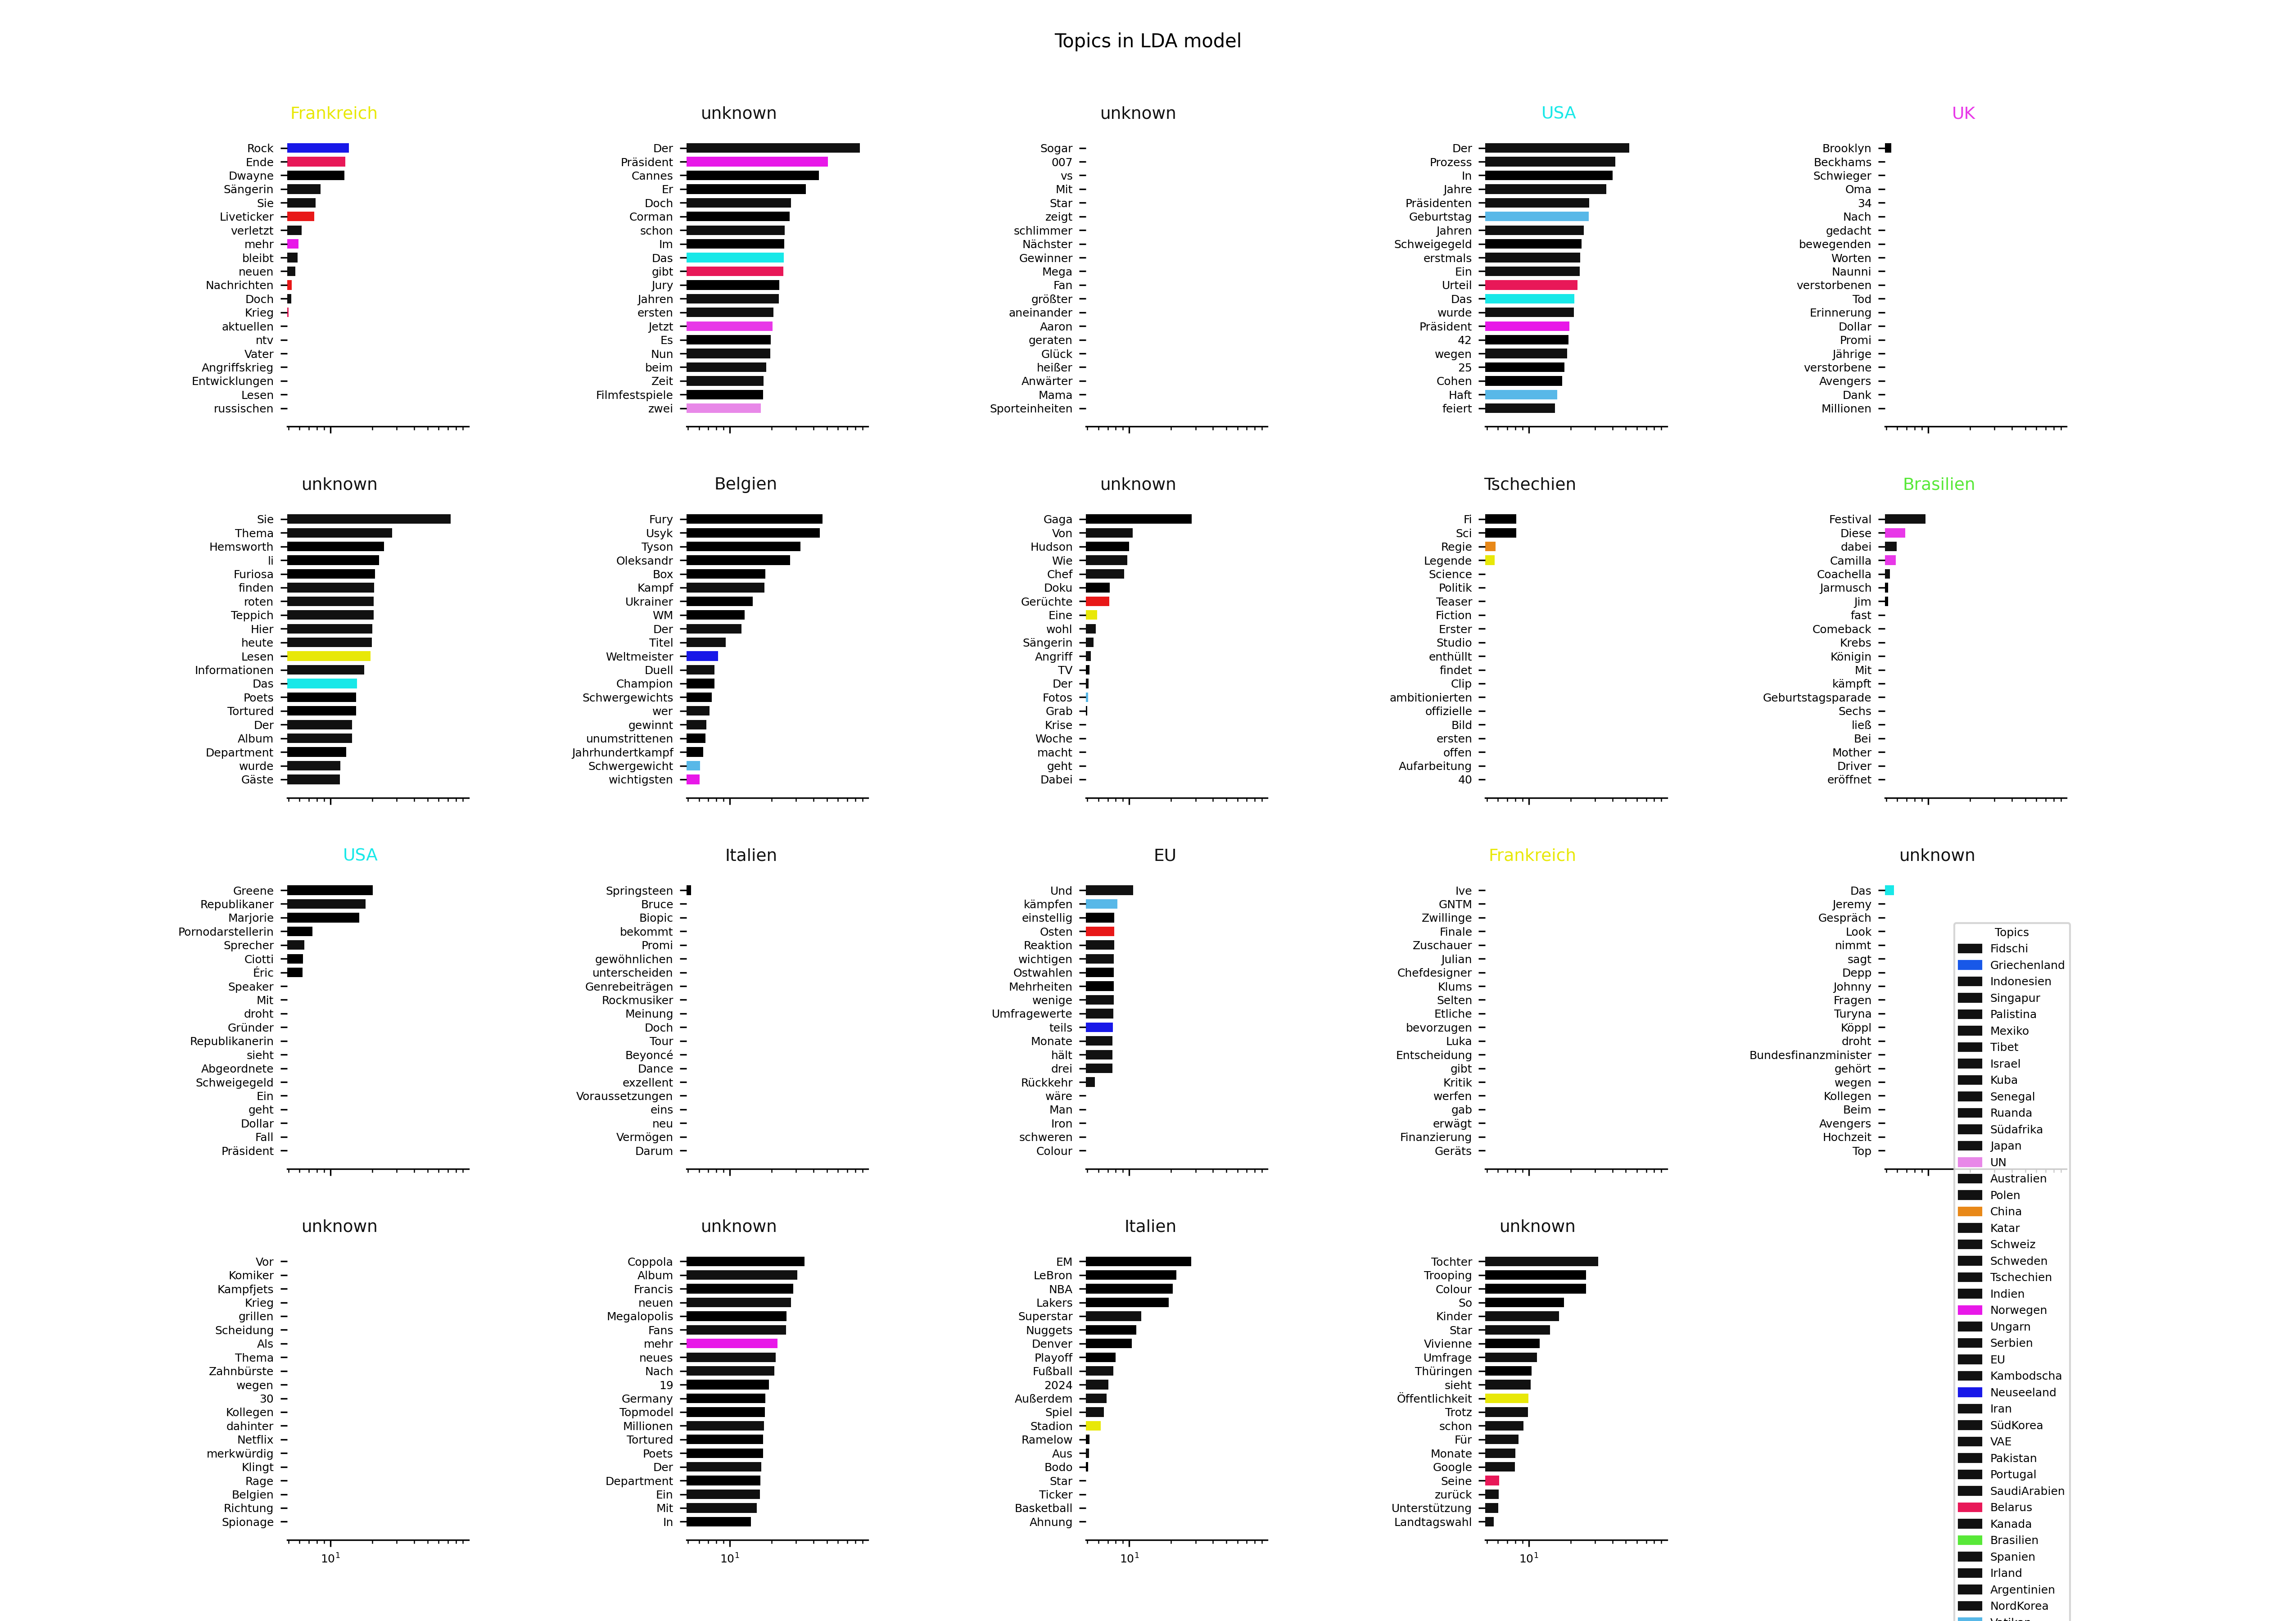 Topics in LDA model
Frankreich
Rock
Ende
Dwayne
Sängerin
Sie
Liveticker
verletzt
mehr
bleibt
neuen
Nachrichten
Doch
Krieg
aktuellen
ntv
Vater
Angriffskrieg
Entwicklungen
Lesen
russischen
unknown
Der
Präsident
Cannes
Er
Doch
Corman
schon
Im
Das
gibt
Jury
Jahren
ersten
Jetzt
Es
Nun
beim
Zeit
Filmfestspiele
zwei
unknown
Sogar
007
vs
Mit
Star
zeigt
schlimmer
Nächster
Gewinner
Mega
Fan
größter
aneinander
Aaron
geraten
Glück
heißer
Anwärter
Mama
Sporteinheiten
USA
Der
Prozess
In
Jahre
Präsidenten
Geburtstag
Jahren
Schweigegeld
erstmals
Ein
Urteil
Das
wurde
Präsident
42
wegen
25
Cohen
Haft
feiert
UK
Brooklyn
Beckhams
Schwieger
Oma
34
Nach
gedacht
bewegenden
Worten
Naunni
verstorbenen
Tod
Erinnerung
Dollar
Promi
Jährige
verstorbene
Avengers
Dank
Millionen
unknown
Sie
Thema
Hemsworth
li
Furiosa
finden
roten
Teppich
Hier
heute
Lesen
Informationen
Das
Poets
Tortured
Der
Album
Department
wurde
Gäste
Belgien
Fury
Usyk
Tyson
Oleksandr
Box
Kampf
Ukrainer
WM
Der
Titel
Weltmeister
Duell
Champion
Schwergewichts
wer
gewinnt
unumstrittenen
Jahrhundertkampf
Schwergewicht
wichtigsten
unknown
Gaga
Von
Hudson
Wie
Chef
Doku
Gerüchte
Eine
wohl
Sängerin
Angriff
TV
Der
Fotos
Grab
Krise
Woche
macht
geht
Dabei
Tschechien
Fi
Sci
Regie
Legende
Science
Politik
Teaser
Fiction
Erster
Studio
enthüllt
findet
Clip
ambitionierten
offizielle
Bild
ersten
offen
Aufarbeitung
40
Brasilien
Festival
Diese
dabei
Camilla
Coachella
Jarmusch
Jim
fast
Comeback
Krebs
Königin
Mit
kämpft
Geburtstagsparade
Sechs
ließ
Bei
Mother
Driver
eröffnet
USA
Greene
Republikaner
Marjorie
Pornodarstellerin
Sprecher
Ciotti
Éric
Speaker
Mit
droht
Gründer
Republikanerin
sieht
Abgeordnete
Schweigegeld
Ein
geht
Dollar
Fall
Präsident
Italien
Springsteen
Bruce
Biopic
bekommt
Promi
gewöhnlichen
unterscheiden
Genrebeiträgen
Rockmusiker
Meinung
Doch
Tour
Beyoncé
Dance
exzellent
Voraussetzungen
eins
neu
Vermögen
Darum
EU
Und
kämpfen
einstellig
Osten
Reaktion
wichtigen
Ostwahlen
Mehrheiten
wenige
Umfragewerte
teils
Monate
hält
drei
Rückkehr
wäre
Man
Iron
schweren
Colour
Frankreich
Ive
GNTM
Zwillinge
Finale
Zuschauer
Julian
Chefdesigner
Klums
Selten
Etliche
bevorzugen
Luka
Entscheidung
gibt
Kritik
werfen
gab
erwägt
Finanzierung
Geräts
unknown
Das
Jeremy
Gespräch
Look
nimmt
sagt
Depp
Johnny
Fragen
Turyna
Köppl
droht
Bundesfinanzminister
gehört
wegen
Kollegen
Beim
Avengers
Hochzeit
Top
unknown
Vor
Komiker
Kampfjets
Krieg
grillen
Scheidung
Als
Thema
Zahnbürste
wegen
30
Kollegen
dahinter
Netflix
merkwürdig
Klingt
Rage
Belgien
Richtung
Spionage
10¹
unknown
Coppola
Album
Francis
neuen
Megalopolis
Fans
mehr
neues
Nach
19
Germany
Topmodel
Millionen
Tortured
Poets
Der
Department
Ein
Mit
In
10¹
Italien
EM
LeBron
NBA
Lakers
Superstar
Nuggets
Denver
Playoff
Fußball
2024
Außerdem
Spiel
Stadion
Ramelow
Aus
Bodo
Star
Ticker
Basketball
Ahnung
10¹
unknown
Tochter
Trooping
Colour
So
Kinder
Star
Vivienne
Umfrage
Thüringen
sieht
Öffentlichkeit
Trotz
schon
Für
Monate
Google
Seine
zurück
Unterstützung
Landtagswahl
10¹
Topics
Fidschi
Griechenland
Indonesien
Singapur
Palistina
Mexiko
Tibet
Israel
Kuba
Senegal
Ruanda
Südafrika
Japan
UN
Australien
Polen
China
Katar
Schweiz
Schweden
Tschechien
Indien
Norwegen
Ungarn
Serbien
EU
Kambodscha
Neuseeland
Iran
SüdKorea
VAE
Pakistan
Portugal
SaudiArabien
Belarus
Kanada
Brasilien
Spanien
Irland
Argentinien
NordKorea